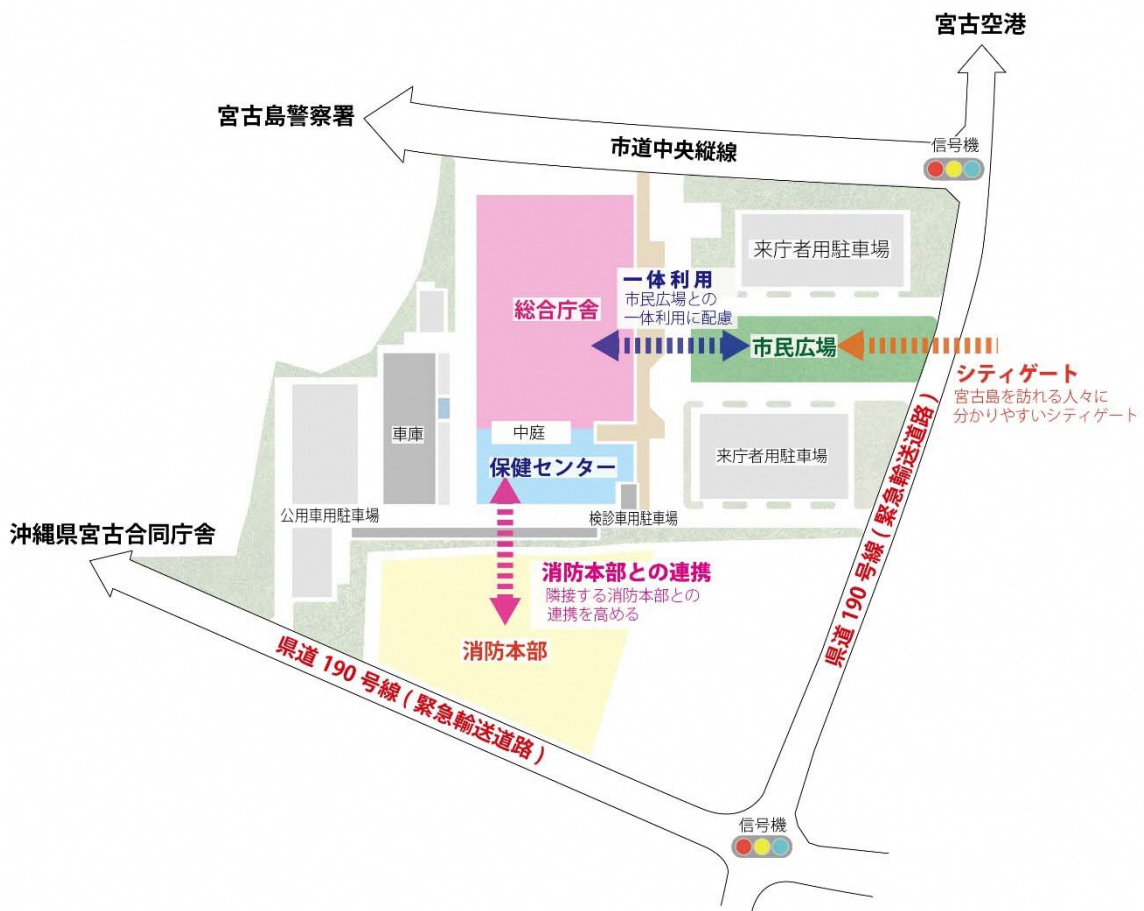 宮古空港
宮古島警察署
市道中央縦線
信号機
来庁者用駐車場
一体利用
市民広場との
一体利用に配慮
総合庁舎
市民広場
シティゲート
宮古島を訪れる人々に
分かりやすいシティゲート
車庫
中庭
保健センター
来庁者用駐車場
公用車用駐車場
検診車用駐車場
沖縄県宮古合同庁舎
県道 190 号線 ( 緊急輸送道路 )
消防本部との連携
隣接する消防本部との
連携を高める
消防本部
県道 190 号線 ( 緊急輸送道路 )
信号機